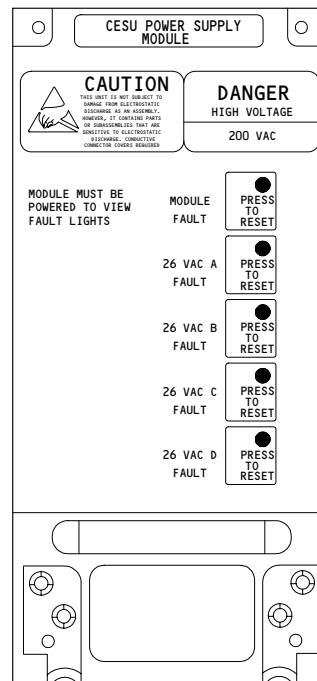 CESU POWER SUPPLY
MODULE
CAUTION
THIS UNIT IS NOT SUBJECT TO
DAMAGE FROM ELECTROSTATIC
DISCHARGE AS AN ASSEMBLY.
HOWEVER, IT CONTAINS PARTS
OR SUBASSEMBLIES THAT ARE
SENSITIVE TO ELECTROSTATIC
DISCHARGE. CONDUCTIVE
CONNECTOR COVERS REQUIRED
DANGER
HIGH VOLTAGE
200 VAC
MODULE MUST BE
POWERED TO VIEW
FAULT LIGHTS
MODULE
FAULT
PRESS
TO
RESET
26 VAC A
FAULT
PRESS
TO
RESET
26 VAC B
FAULT
PRESS
TO
RESET
26 VAC C
FAULT
PRESS
TO
RESET
26 VAC D
FAULT
PRESS
TO
RESET